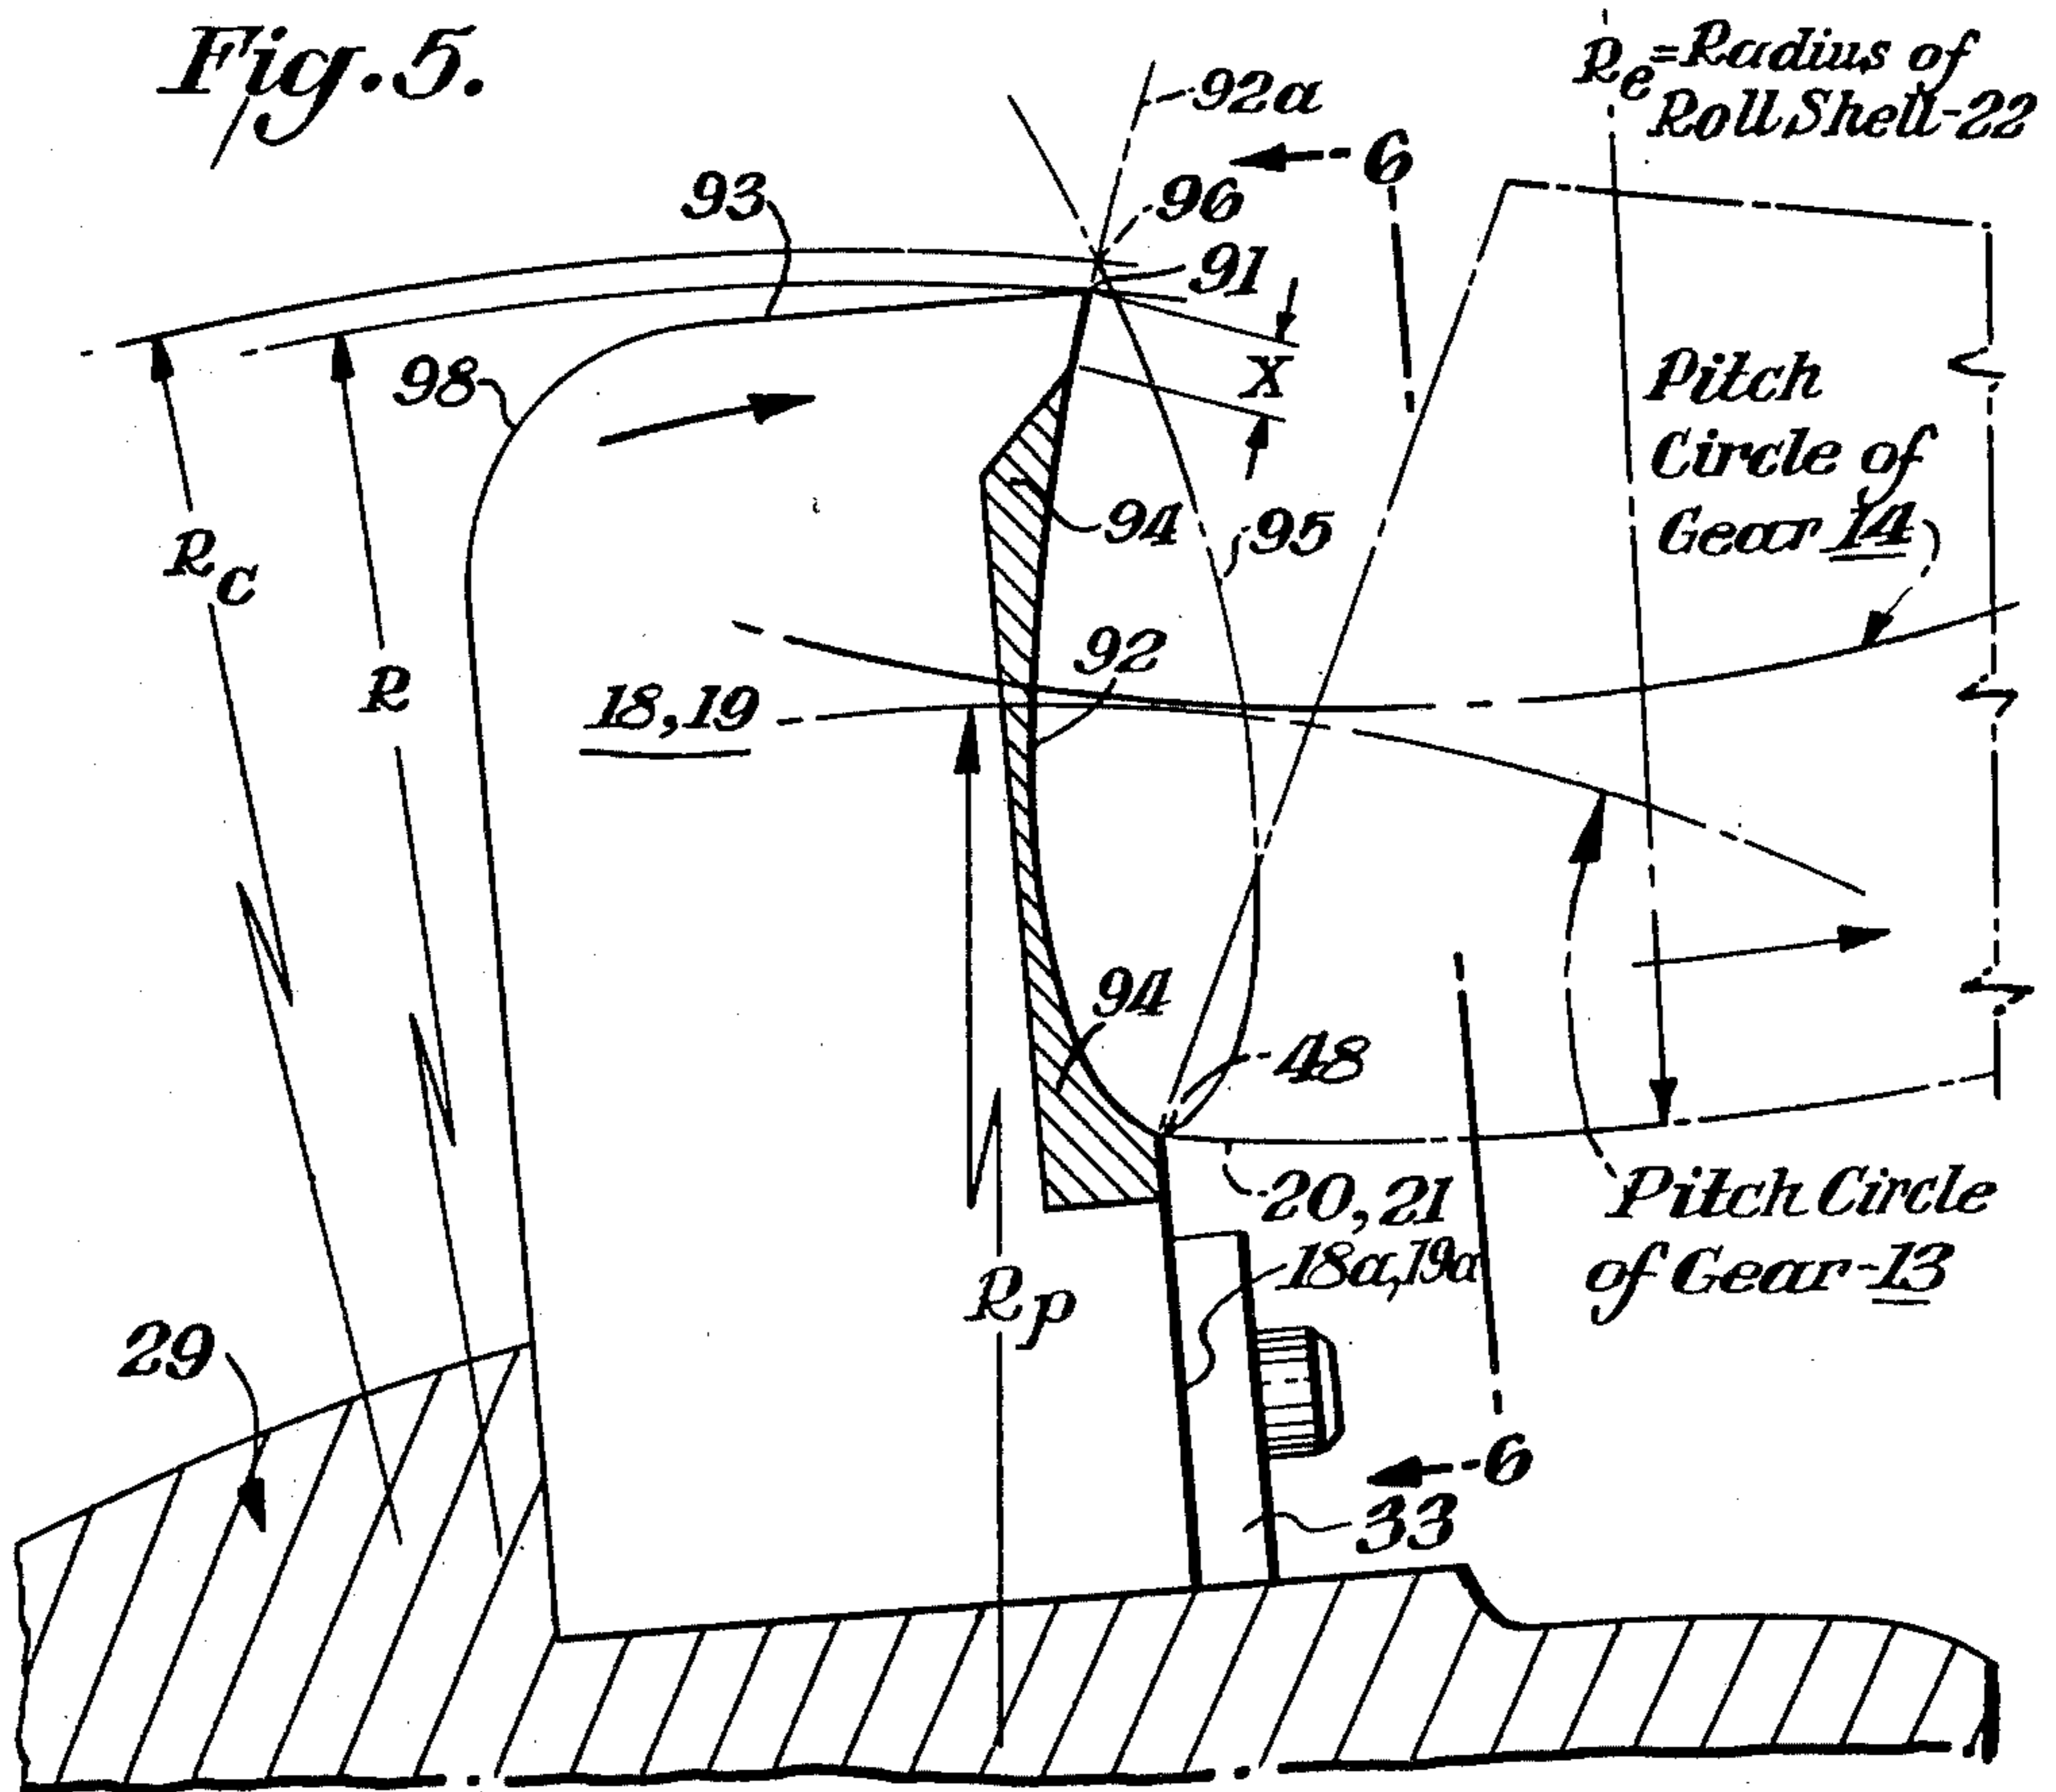 Fig. 5.
Re = Radius of
Roll Shell-22
92a
6
96
93
91
98
X
Pitch
Circle of
Gear 14
94
95
Rc
R
92
18,19
94
48
20,21
18a,19a
Pitch Circle
of Gear-13
Rp
29
6
33